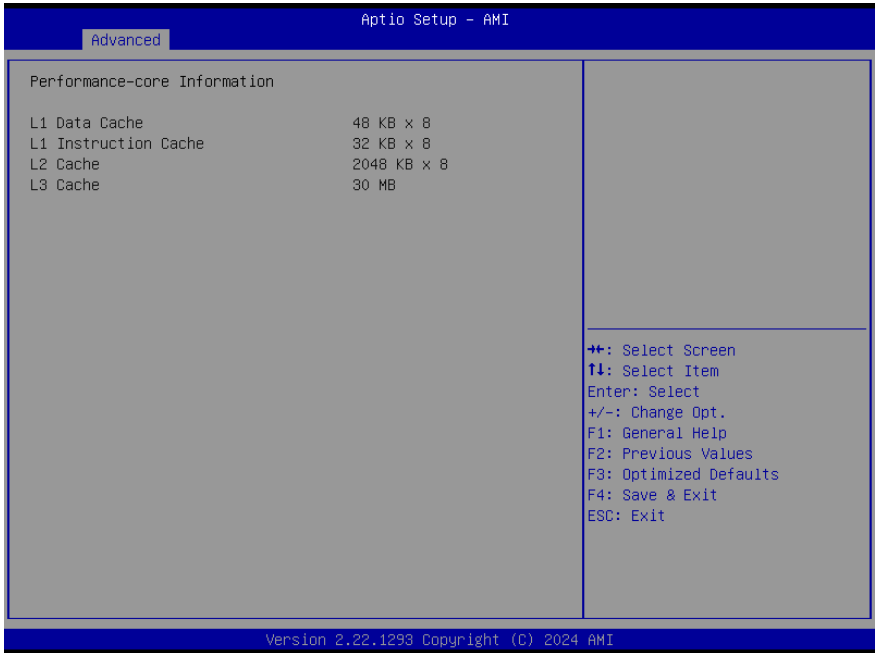 Aptio Setup – AMI
Advanced
Performance-core Information
L1 Data Cache 48 KB x 8
L1 Instruction Cache 32 KB x 8
L2 Cache 2048 KB x 8
L3 Cache 30 MB
→←: Select Screen
↑↓: Select Item
Enter: Select
+/-: Change Opt.
F1: General Help
F2: Previous Values
F3: Optimized Defaults
F4: Save & Exit
ESC: Exit
Version 2.22.1293 Copyright (C) 2024 AMI